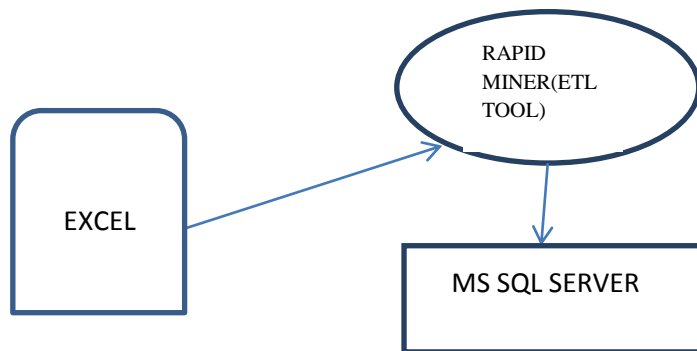 RAPID
MINER(ETL
TOOL)
EXCEL
MS SQL SERVER